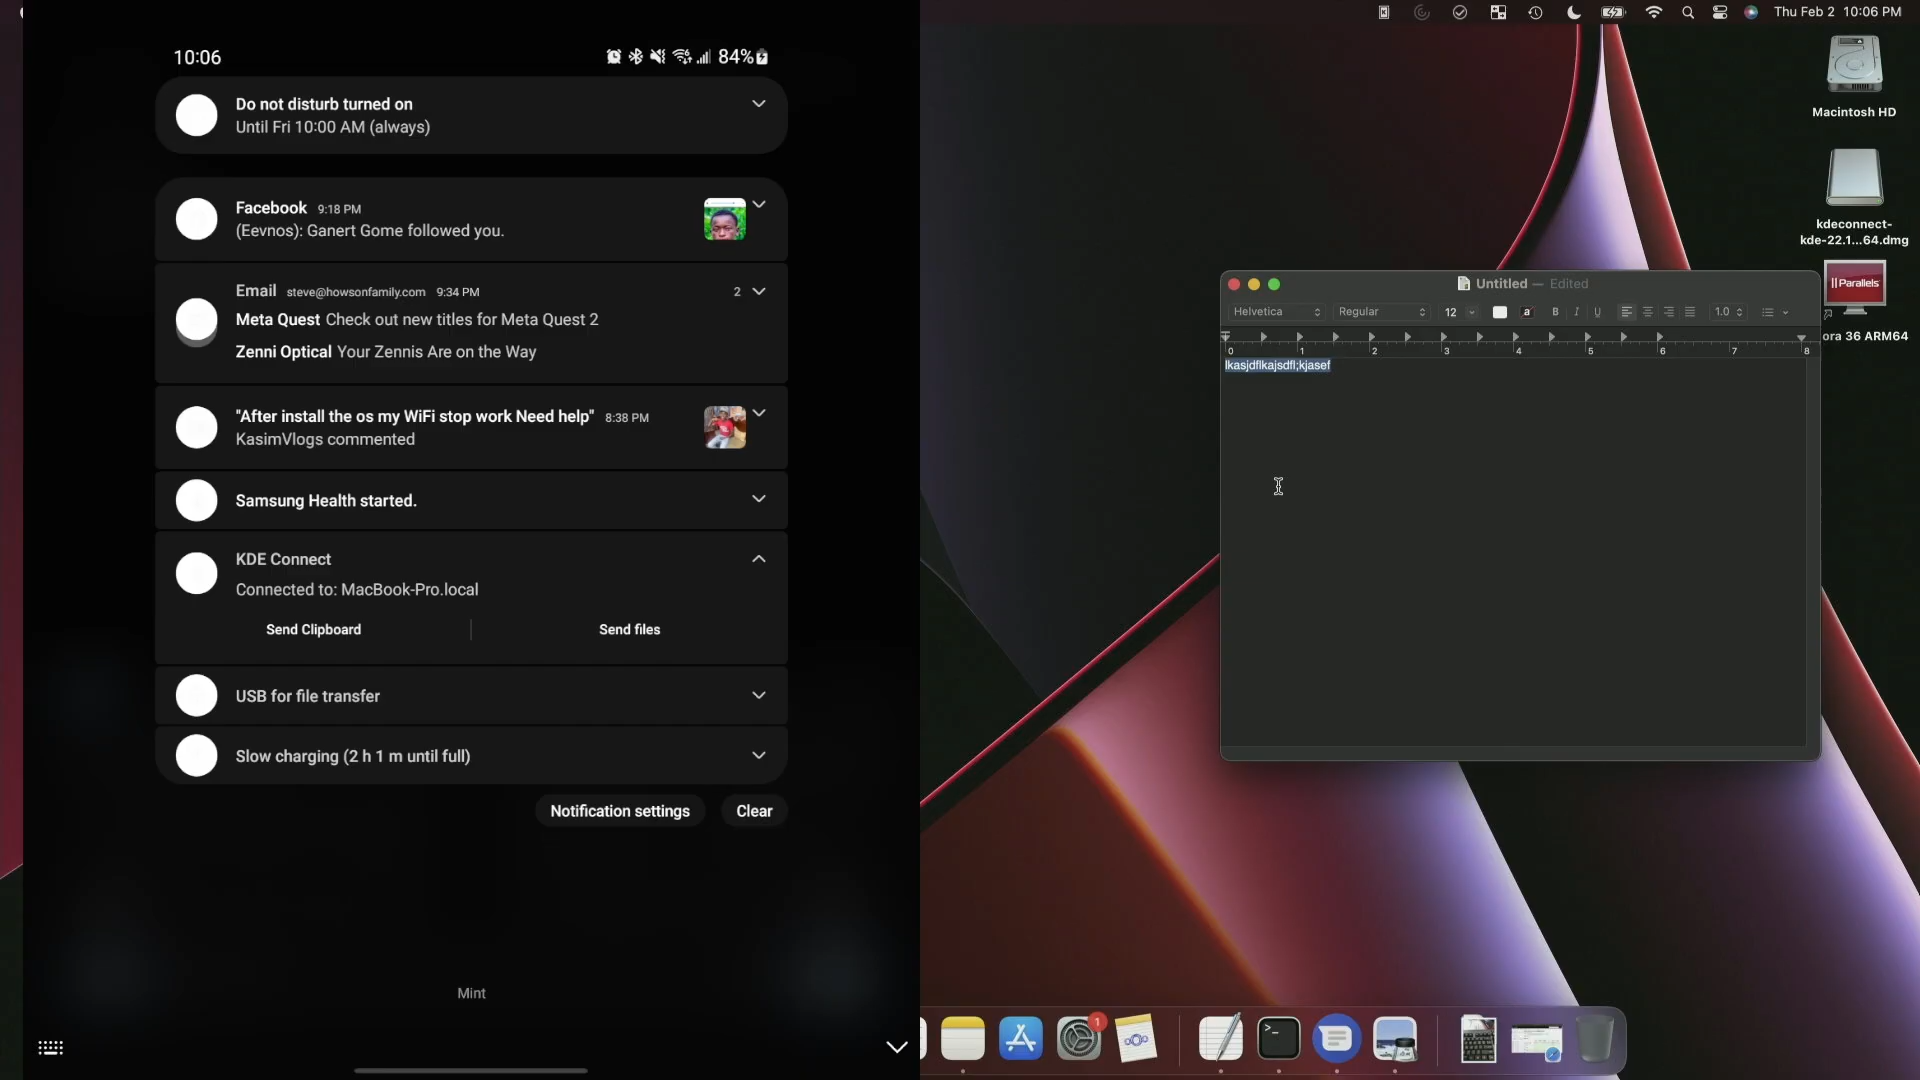 10:06
84%
Do not disturb turned on
Until Fri 10:00 AM (always)
Facebook 9:18 PM
(Eevnos): Ganert Gome followed you.
Email steve@howsonfamily.com 9:34 PM
2
Meta Quest Check out new titles for Meta Quest 2
Zenni Optical Your Zennis Are on the Way
"After install the os my WiFi stop work Need help" 8:38 PM
KasimVlogs commented
Samsung Health started.
KDE Connect
Connected to: MacBook-Pro.local
Send Clipboard
Send files
USB for file transfer
Slow charging (2 h 1 m until full)
Notification settings
Clear
Mint
Thu Feb 2 10:06 PM
Macintosh HD
kdeconnect-
kde-22.1...64.dmg
Parallels
ora 36 ARM64
Untitled — Edited
Helvetica Regular 12 a B I U 1.0
0 1 2 3 4 5 6 7 8
lkasjdflkajsdfl;kjasef
1
>_